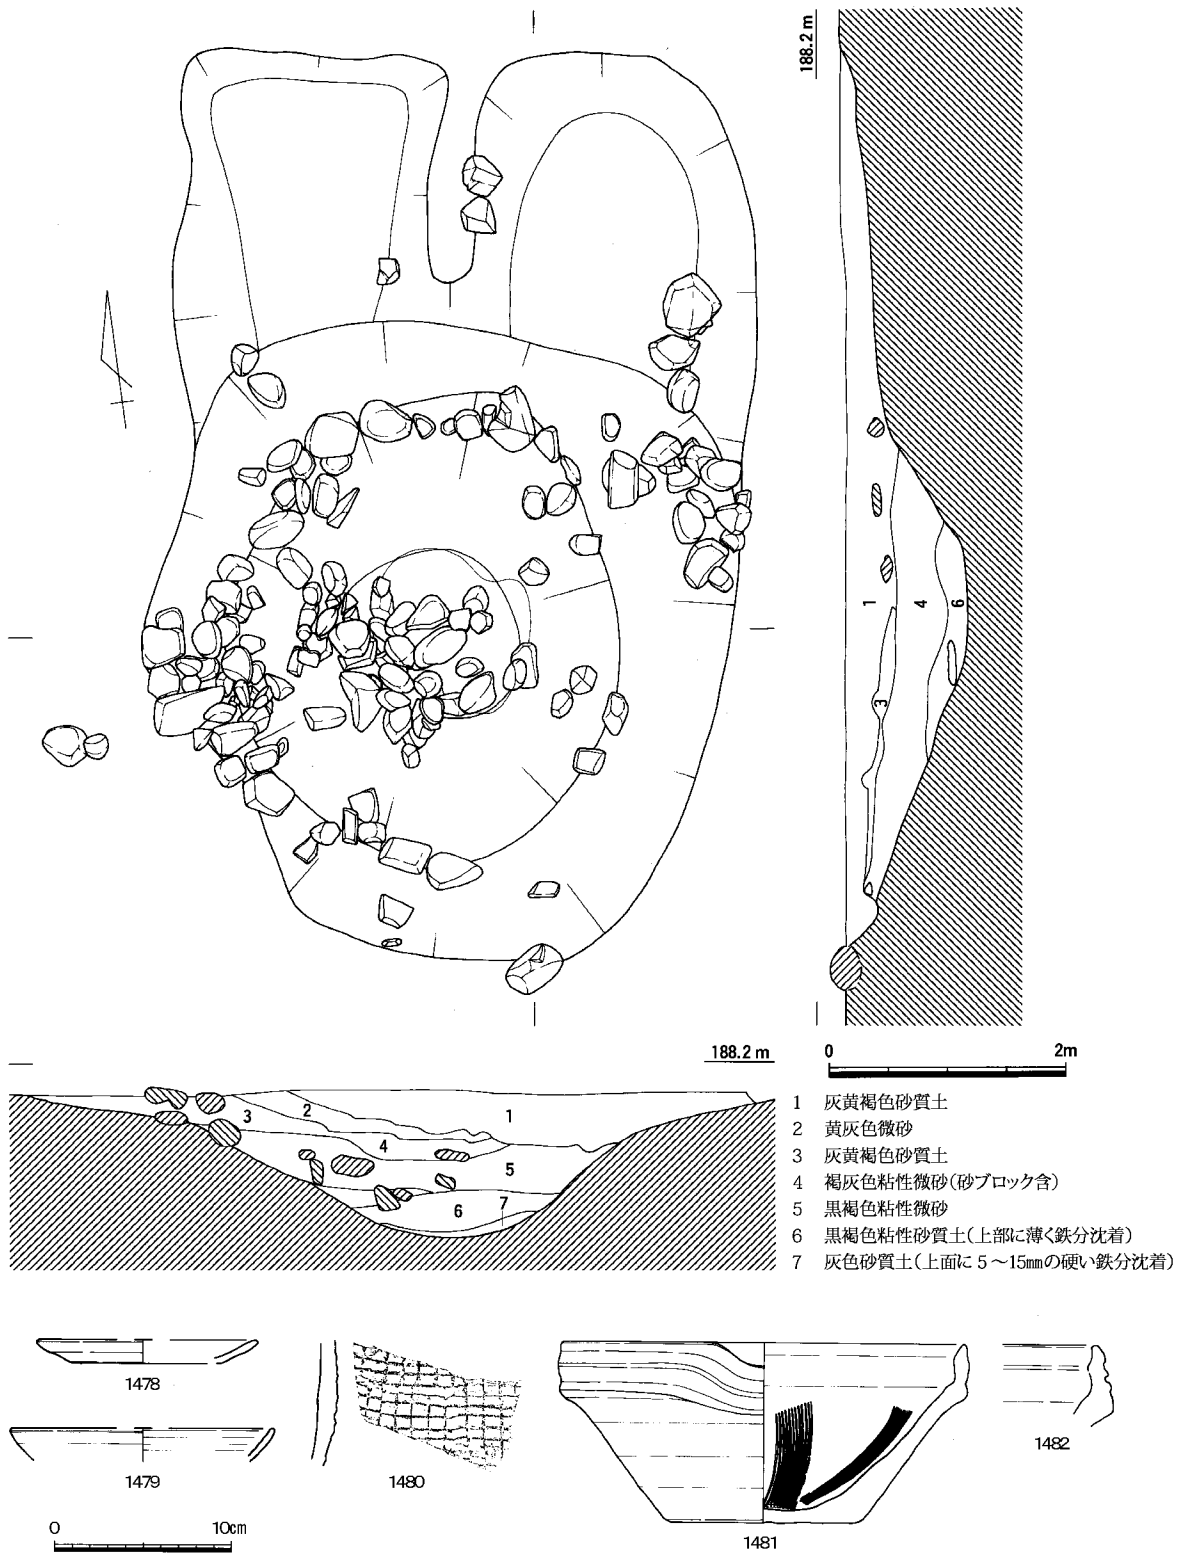 188.2 m
1
3
4
6
188.2 m
0 2m
1
2
3
4
5
6
7
1 灰黄褐色砂質土
2 黄灰色微砂
3 灰黄褐色砂質土
4 褐灰色粘性微砂(砂ブロック含)
5 黒褐色粘性微砂
6 黒褐色粘性砂質土(上部に薄く鉄分沈着)
7 灰色砂質土(上面に5〜15㎜の硬い鉄分沈着)
1478
1479
1480
1481
1482
0 10㎝